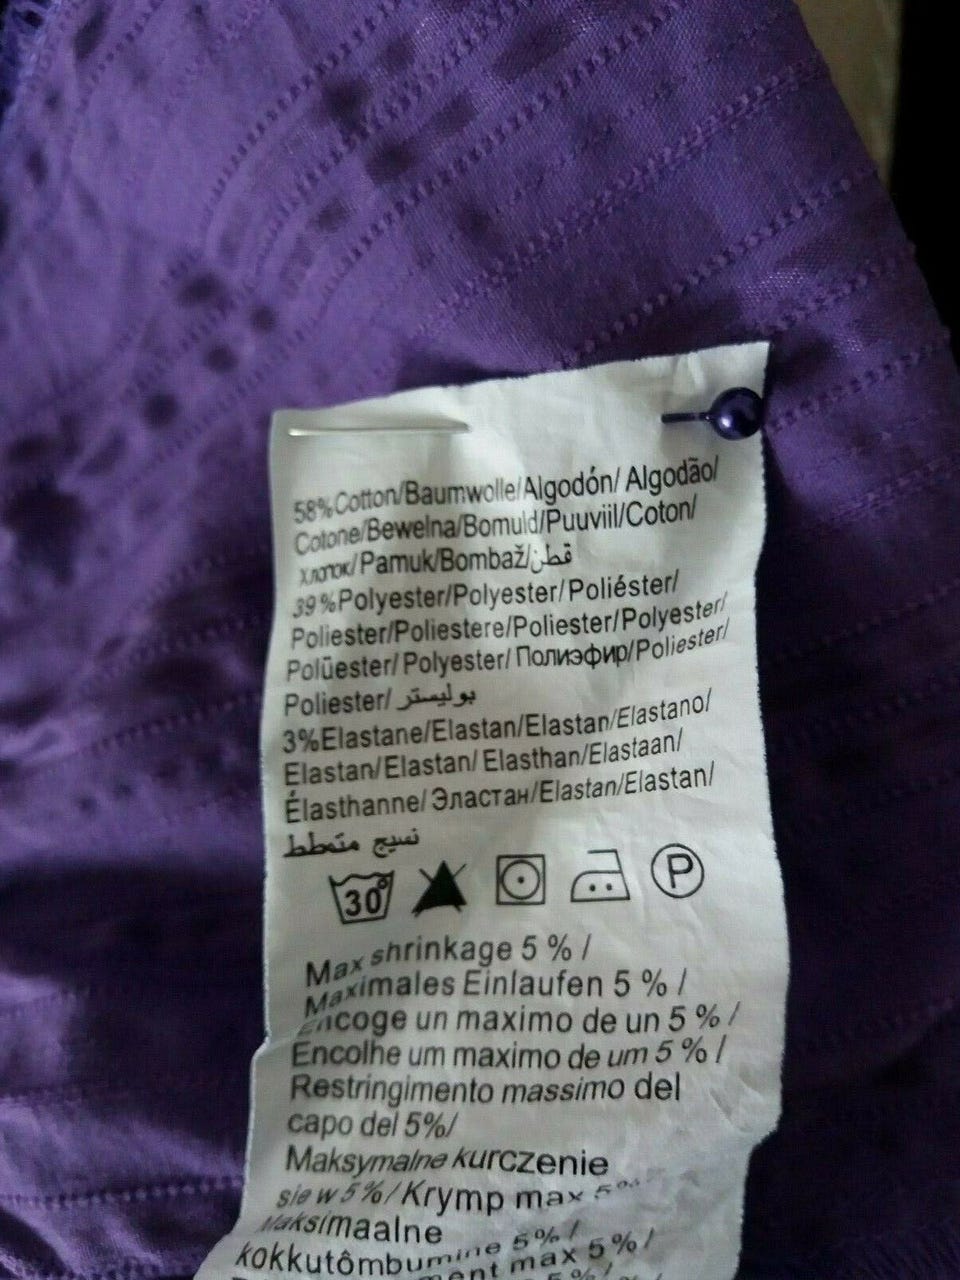 58%Cotton/Baumwolle/Algodón/ Algodão/
Cotone/Bewelna/Bomuld/Puuviil/Coton/
хлопок/Pamuk/Bombaž/قطن
39%Polyester/Polyester/Poliéster/
Poliester/Poliestere/Poliester/Polyester/
Polüester/ Polyester/ Полиэфир/Poliester/
Poliester/ بوليستر
3%Elastane/Elastan/Elastan/Elastano/
Elastan/Elastan/ Elasthan/Elastaan/
Élasthanne/ Эластан/Elastan/Elastan/
نسيج متمطط
30°
P
Max shrinkage 5 % /
Maximales Einlaufen 5 % /
Encoge un maximo de un 5 % /
Encolhe um maximo de um 5 % /
Restringimento massimo del
capo del 5%/
Maksymalne kurczenie
sie w 5%/ Krymp max 5%
Maksimaalne
kokkutômbumine 5% /
max 5% /